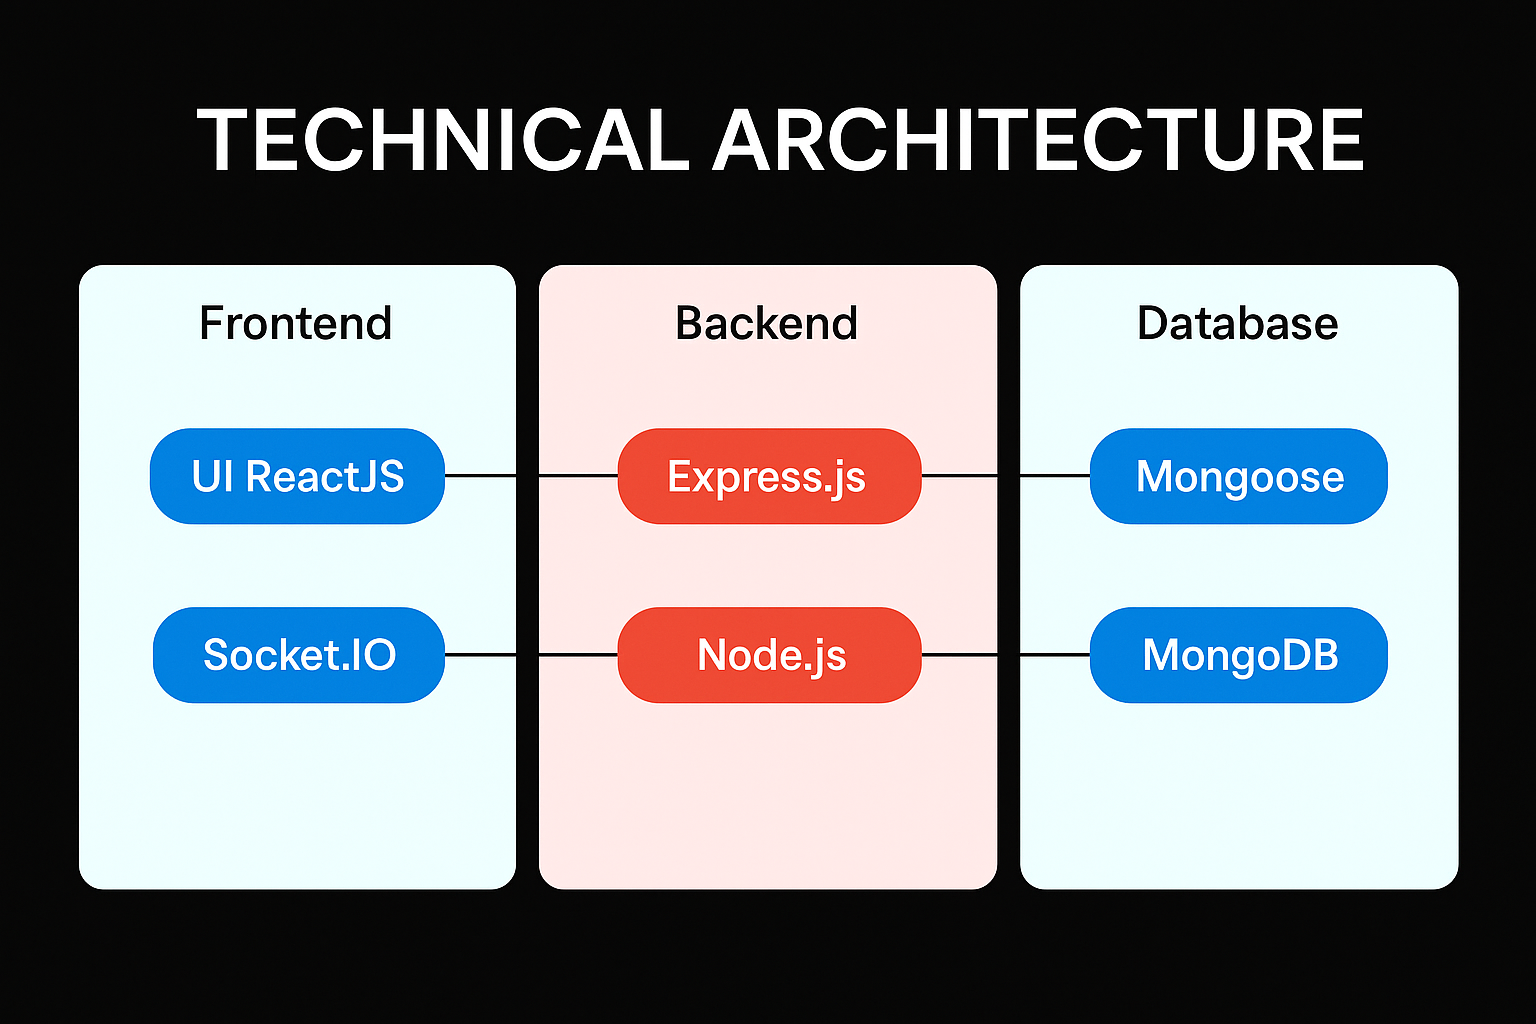 TECHNICAL ARCHITECTURE
Frontend
UI ReactJS
Socket.IO
Backend
Express.js
Node.js
Database
Mongoose
MongoDB